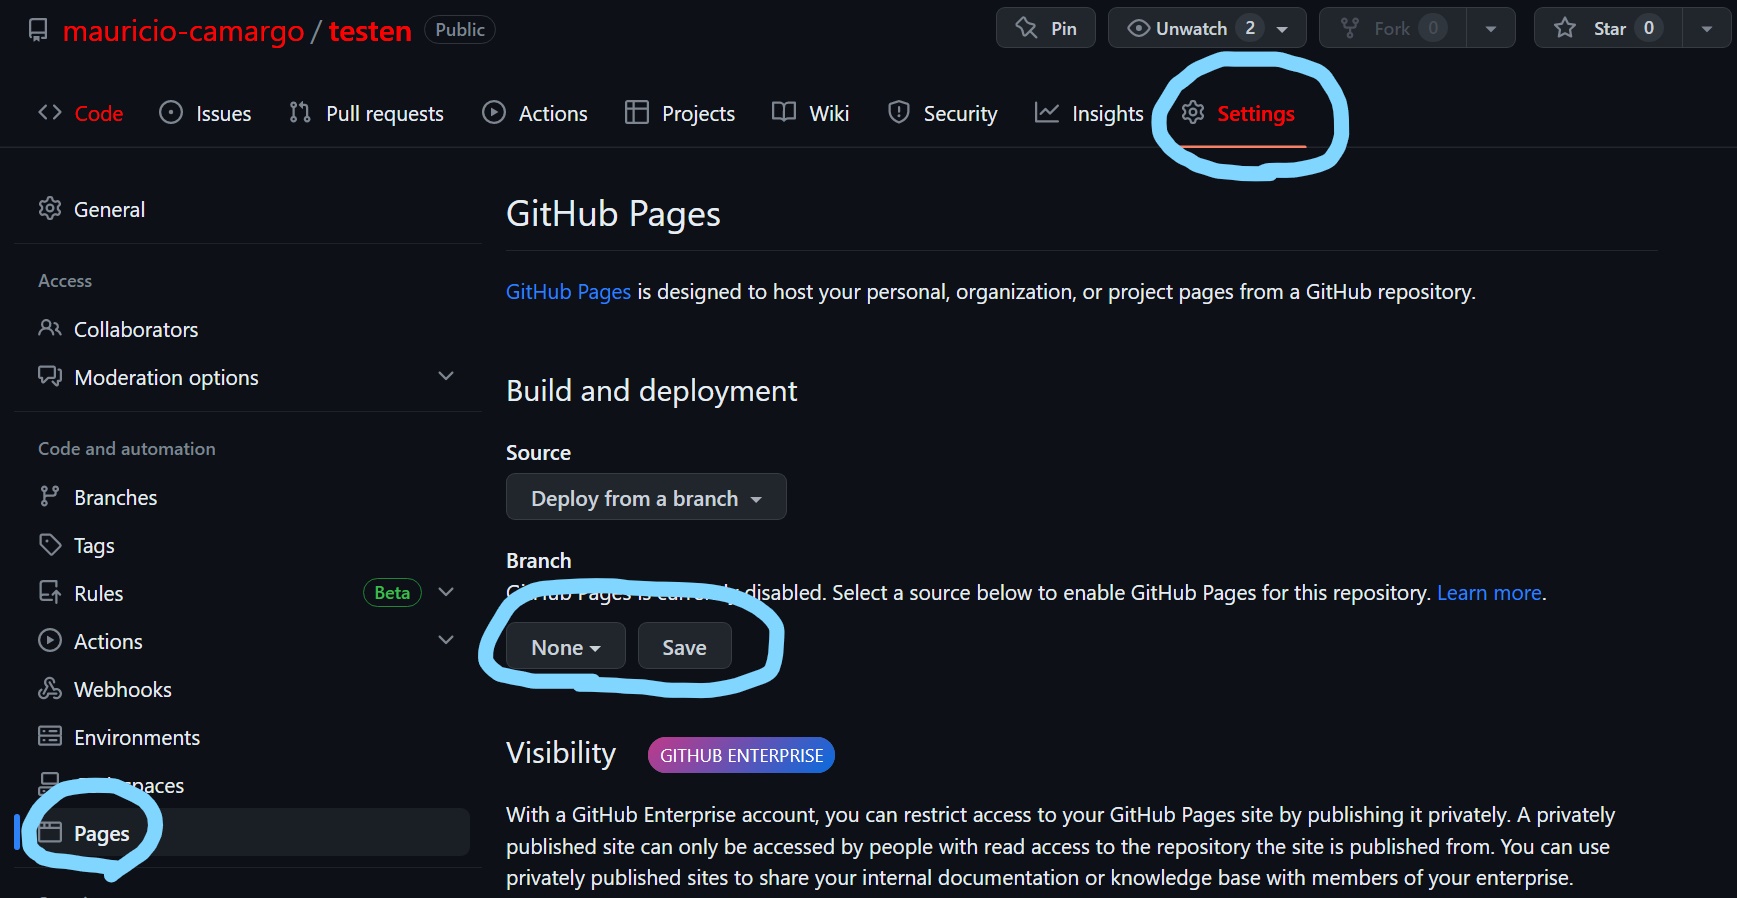 mauricio-camargo / testen Public Pin Unwatch 2 Fork 0 Star 0
Code Issues Pull requests Actions Projects Wiki Security Insights Settings
General
Access
Collaborators
Moderation options
Code and automation
Branches
Tags
Rules Beta
Actions
Webhooks
Environments
Pages
GitHub Pages
GitHub Pages is designed to host your personal, organization, or project pages from a GitHub repository.
Build and deployment
Source
Deploy from a branch
Branch
GitHub Pages is currently disabled. Select a source below to enable GitHub Pages for this repository. Learn more.
None Save
Visibility GITHUB ENTERPRISE
With a GitHub Enterprise account, you can restrict access to your GitHub Pages site by publishing it privately. A privately
published site can only be accessed by people with read access to the repository the site is published from. You can use
privately published sites to share your internal documentation or knowledge base with members of your enterprise.